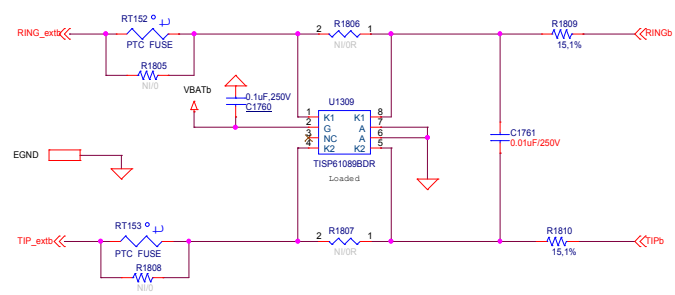 RT152
R1806
R1809
RING_extb
2
1
RINGb
PTC FUSE
NI/0R
15,1%
R1805
NI/0
VBATb
0.1uF,250V
C1760
U1309
1
K1
K1
8
2
G
A
7
3
NC
A
6
4
K2
K2
5
TISP61089BDR
Loaded
C1761
0.01uF/250V
EGND
RT153
R1807
R1810
TIP_extb
2
1
TIPb
PTC FUSE
NI/0R
15,1%
R1808
NI/0